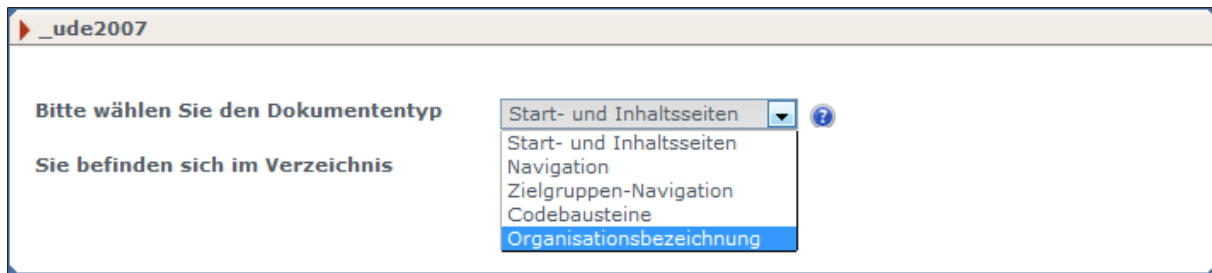 _ude2007
Bitte wählen Sie den Dokumententyp
Start- und Inhaltsseiten
?
Start- und Inhaltsseiten
Navigation
Zielgruppen-Navigation
Codebausteine
Organisationsbezeichnung
Sie befinden sich im Verzeichnis